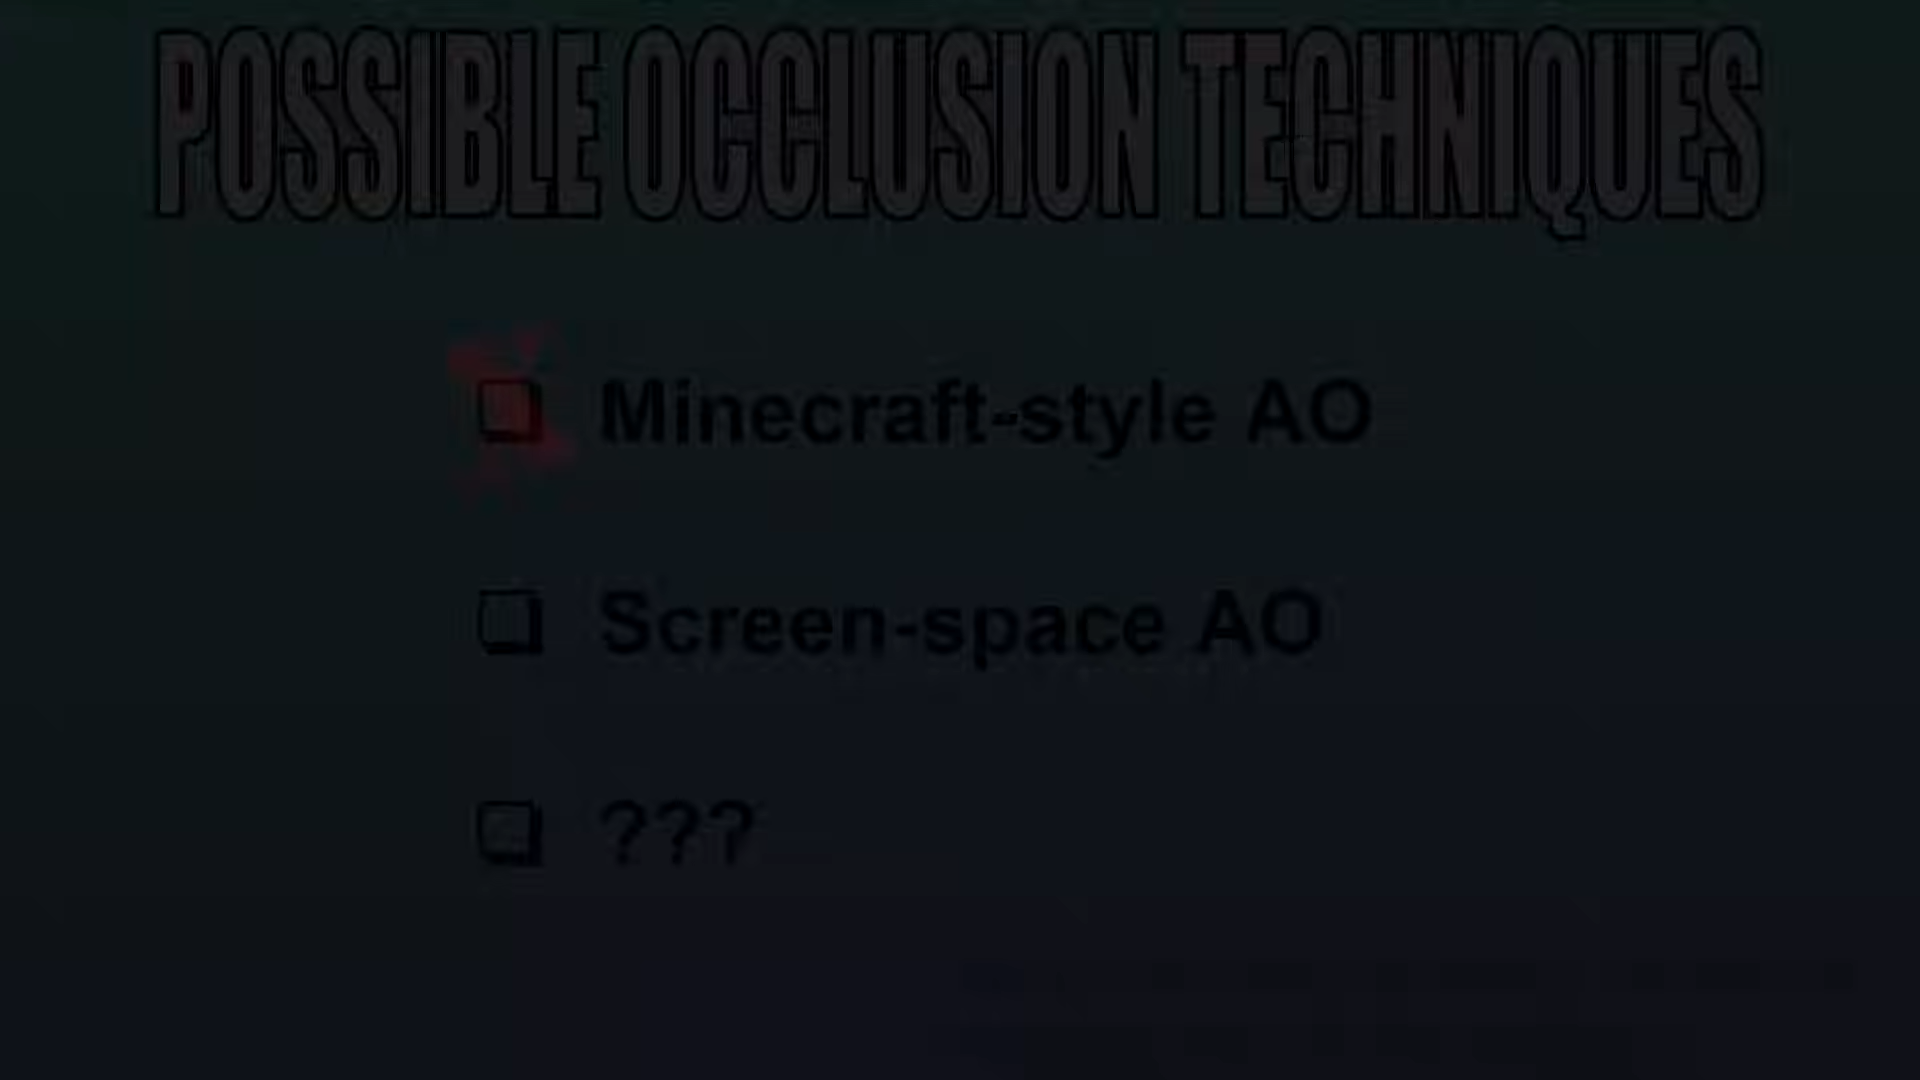 POSSIBLE OCCLUSION TECHNIQUES
❏ Minecraft-style AO
❏ Screen-space AO
❏ ???